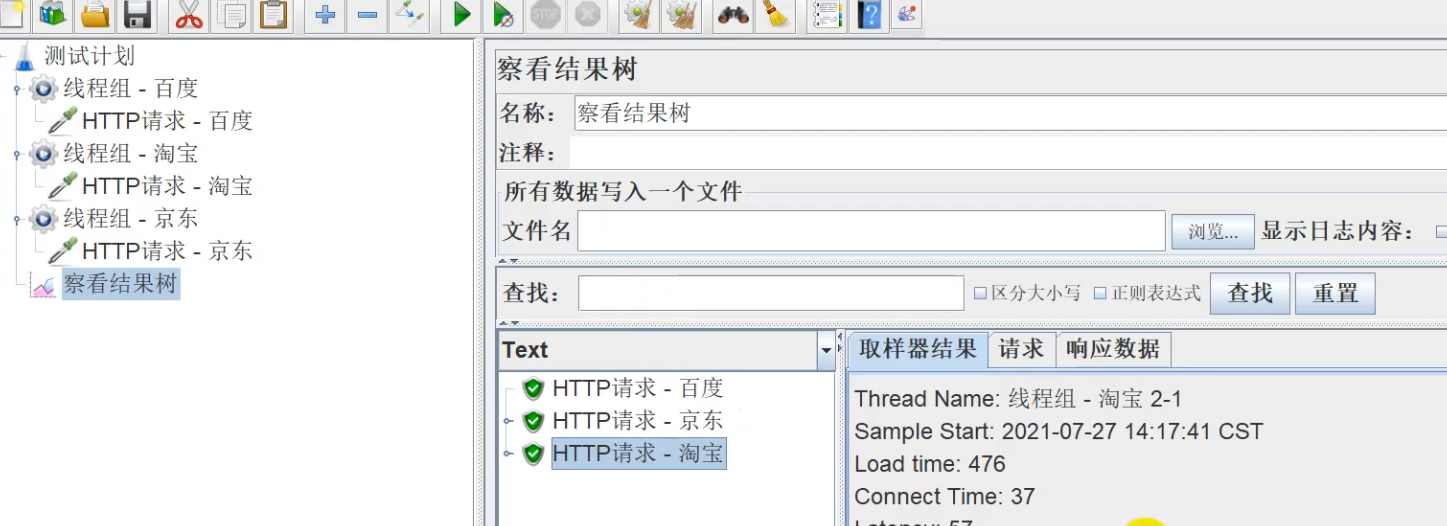 STOP
测试计划
线程组 - 百度
HTTP请求 - 百度
线程组 - 淘宝
HTTP请求 - 淘宝
线程组 - 京东
HTTP请求 - 京东
察看结果树
察看结果树
名称： 察看结果树
注释：
所有数据写入一个文件
文件名 浏览... 显示日志内容：
查找： 区分大小写 正则表达式 查找 重置
Text
HTTP请求 - 百度
HTTP请求 - 京东
HTTP请求 - 淘宝
取样器结果 请求 响应数据
Thread Name: 线程组 - 淘宝 2-1
Sample Start: 2021-07-27 14:17:41 CST
Load time: 476
Connect Time: 37
Latency: 57